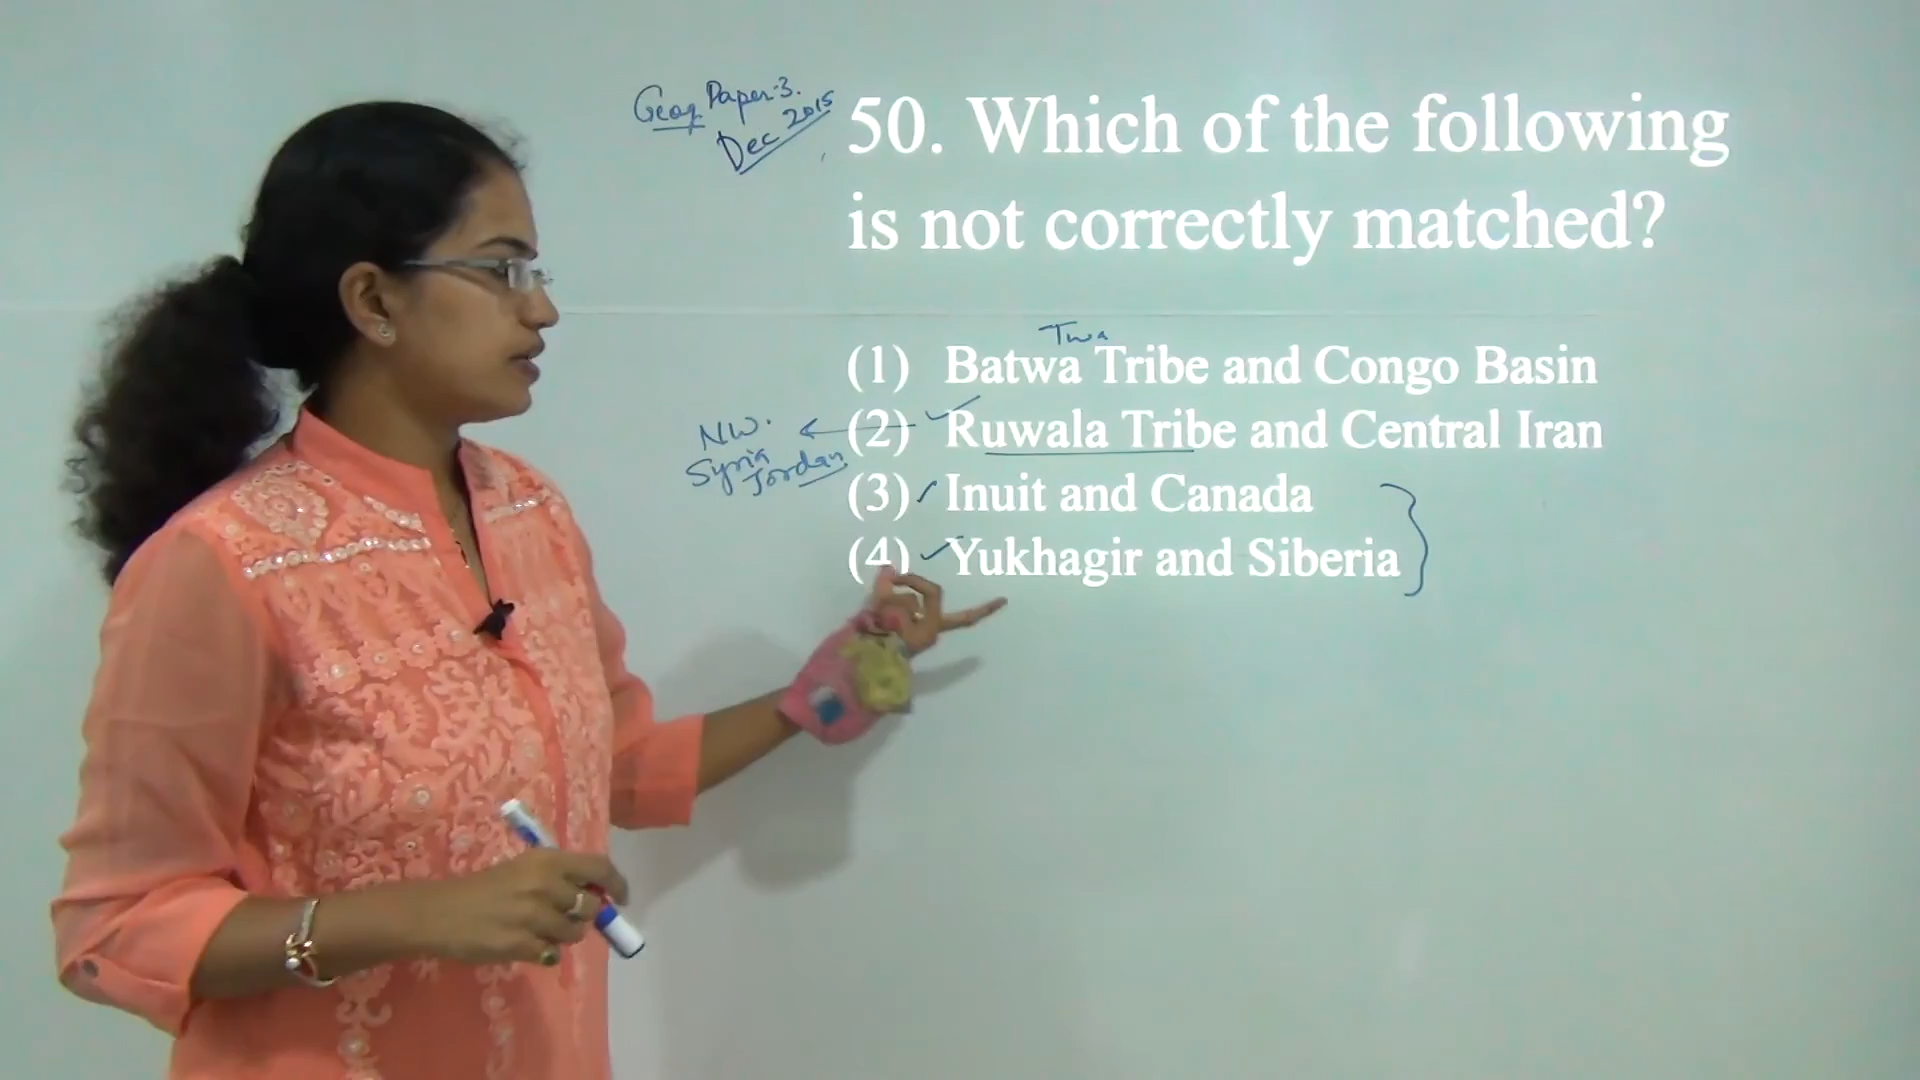 Geog Paper-3.
Dec 2015
50. Which of the following
is not correctly matched?
Twa
(1) Batwa Tribe and Congo Basin
(2) Ruwala Tribe and Central Iran
NW.
Syria
Jordan
(3) Inuit and Canada
(4) Yukhagir and Siberia